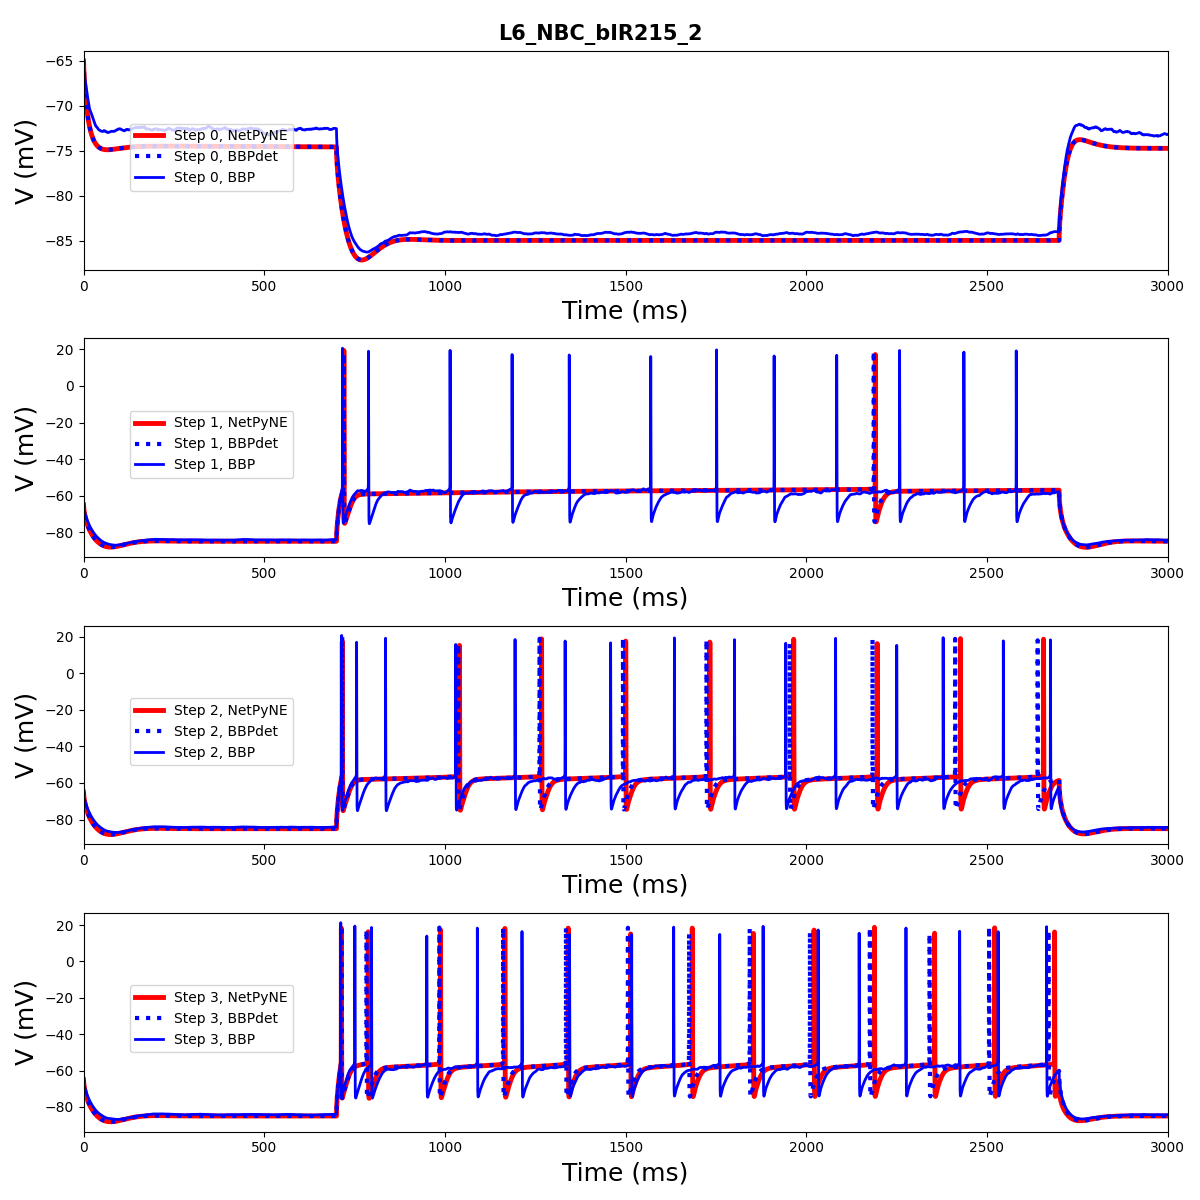 L6_NBC_bIR215_2
−65
−70
−75
−80
−85
V (mV)
Step 0, NetPyNE
Step 0, BBPdet
Step 0, BBP
0 500 1000 1500 2000 2500 3000
Time (ms)
20
0
−20
−40
−60
−80
V (mV)
Step 1, NetPyNE
Step 1, BBPdet
Step 1, BBP
0 500 1000 1500 2000 2500 3000
Time (ms)
20
0
−20
−40
−60
−80
V (mV)
Step 2, NetPyNE
Step 2, BBPdet
Step 2, BBP
0 500 1000 1500 2000 2500 3000
Time (ms)
20
0
−20
−40
−60
−80
V (mV)
Step 3, NetPyNE
Step 3, BBPdet
Step 3, BBP
0 500 1000 1500 2000 2500 3000
Time (ms)